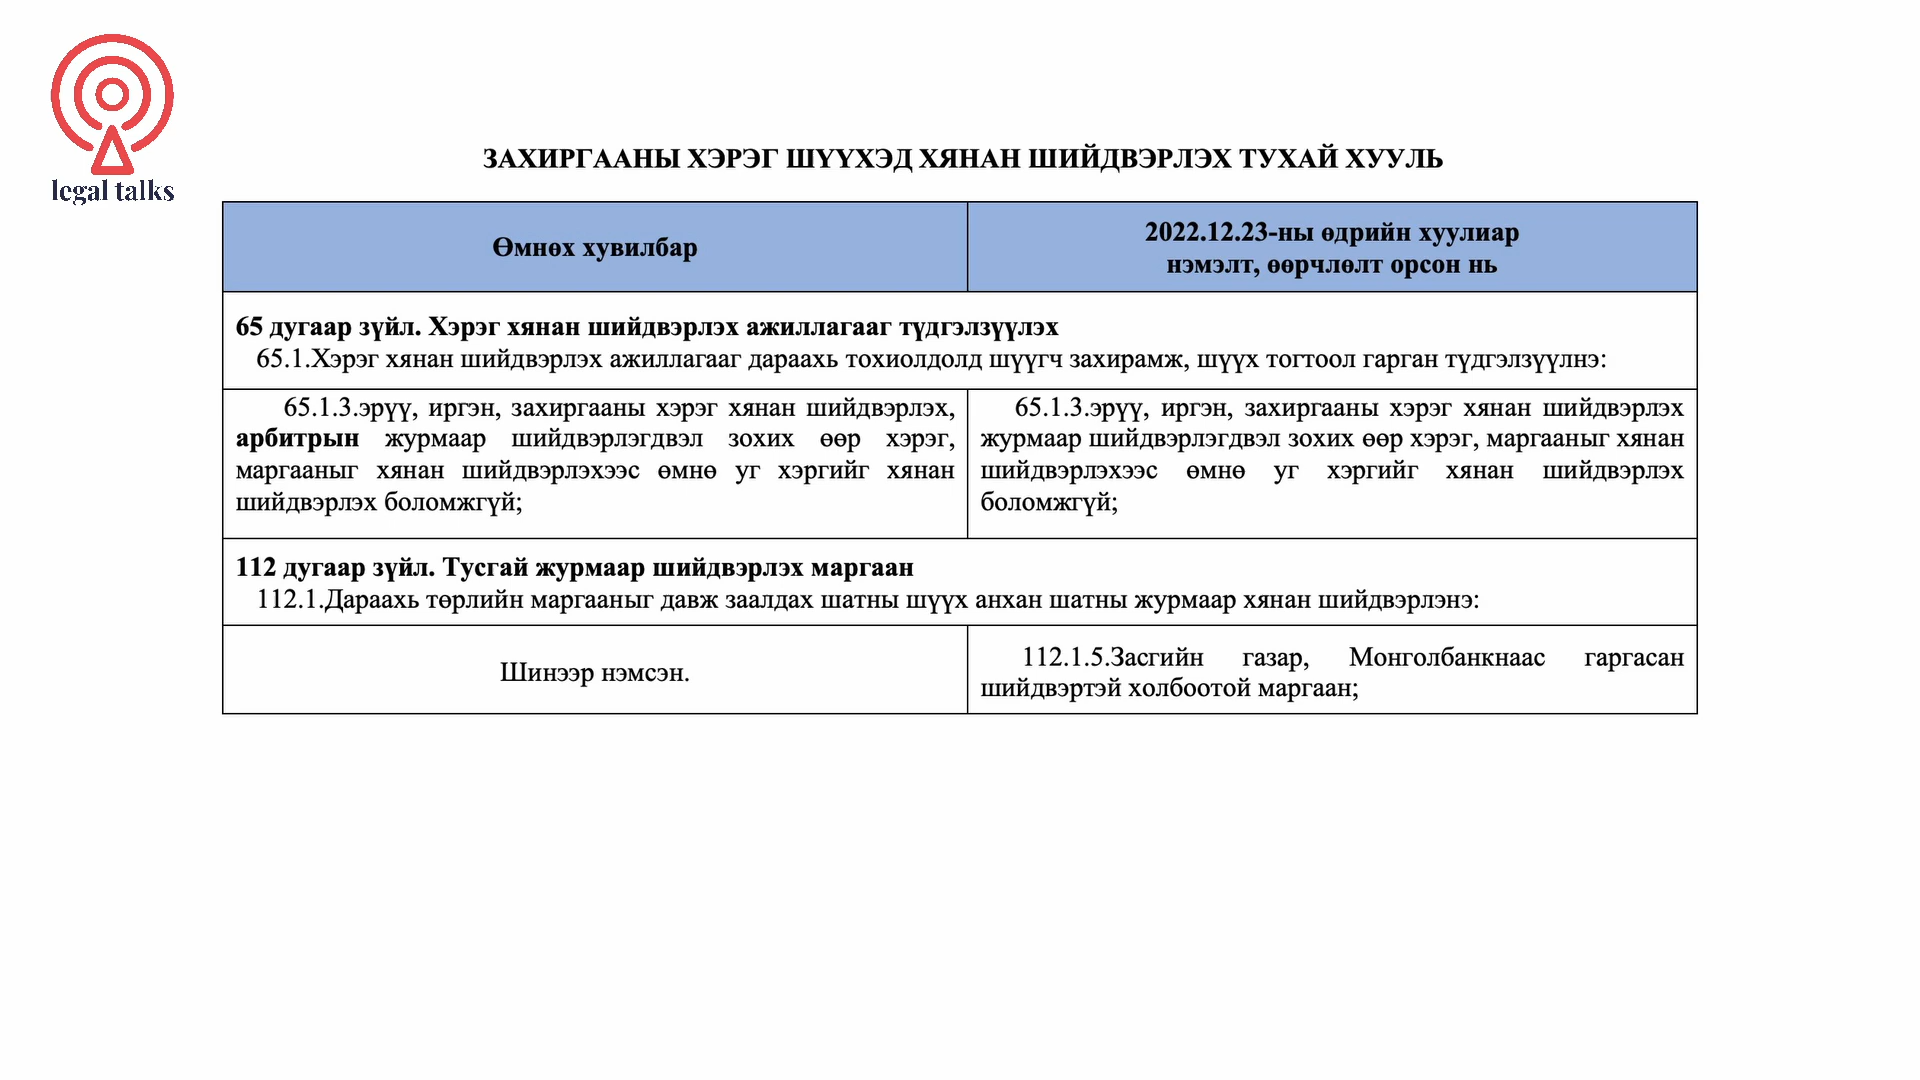 legal talks
ЗАХИРГААНЫ ХЭРЭГ ШҮҮХЭД ХЯНАН ШИЙДВЭРЛЭХ ТУХАЙ ХУУЛЬ
Өмнөх хувилбар
2022.12.23-ны өдрийн хуулиар
нэмэлт, өөрчлөлт орсон нь
65 дугаар зүйл. Хэрэг хянан шийдвэрлэх ажиллагааг түдгэлзүүлэх
65.1.Хэрэг хянан шийдвэрлэх ажиллагааг дараахь тохиолдолд шүүгч захирамж, шүүх тогтоол гарган түдгэлзүүлнэ:
65.1.3.эрүү, иргэн, захиргааны хэрэг хянан шийдвэрлэх,
арбитрын журмаар шийдвэрлэгдвэл зохих өөр хэрэг,
маргааныг хянан шийдвэрлэхээс өмнө уг хэргийг хянан
шийдвэрлэх боломжгүй;
65.1.3.эрүү, иргэн, захиргааны хэрэг хянан шийдвэрлэх
журмаар шийдвэрлэгдвэл зохих өөр хэрэг, маргааныг хянан
шийдвэрлэхээс өмнө уг хэргийг хянан шийдвэрлэх
боломжгүй;
112 дугаар зүйл. Тусгай журмаар шийдвэрлэх маргаан
112.1.Дараахь төрлийн маргааныг давж заалдах шатны шүүх анхан шатны журмаар хянан шийдвэрлэнэ:
Шинээр нэмсэн.
112.1.5.Засгийн газар, Монголбанкнаас гаргасан
шийдвэртэй холбоотой маргаан;